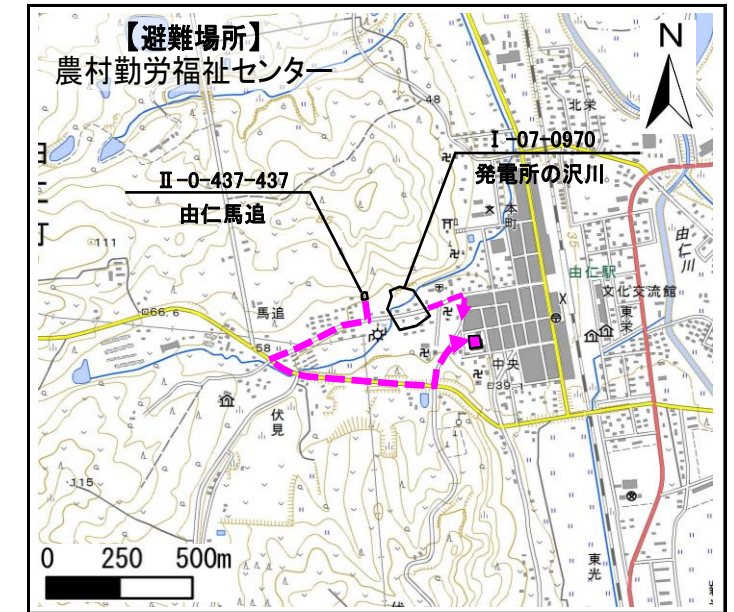 【避難場所】
農村勤労福祉センター
N
48
北栄
Ⅰ-07-0970
発電所の沢川
Ⅱ-0-437-437
由仁馬追
本町
35
由仁川
111
由仁駅
文化交流館
東栄
66.6
馬追
58
中央
39
伏見
115
0 250 500m
東光